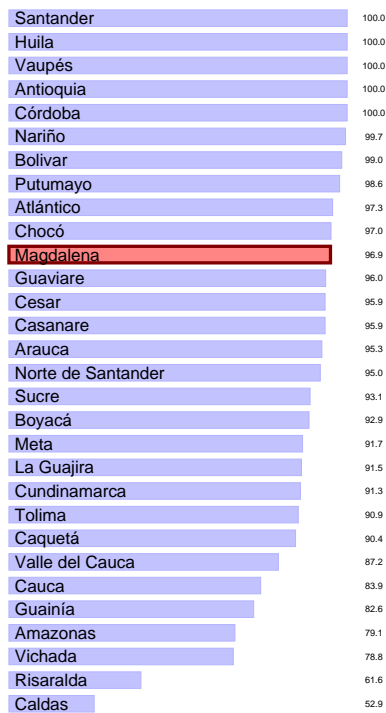 Santander 100.0
Huila 100.0
Vaupés 100.0
Antioquia 100.0
Córdoba 100.0
Nariño 99.7
Bolivar 99.0
Putumayo 98.6
Atlántico 97.3
Chocó 97.0
Magdalena 96.9
Guaviare 96.0
Cesar 95.9
Casanare 95.9
Arauca 95.3
Norte de Santander 95.0
Sucre 93.1
Boyacá 92.9
Meta 91.7
La Guajira 91.5
Cundinamarca 91.3
Tolima 90.9
Caquetá 90.4
Valle del Cauca 87.2
Cauca 83.9
Guainía 82.6
Amazonas 79.1
Vichada 78.8
Risaralda 61.6
Caldas 52.9